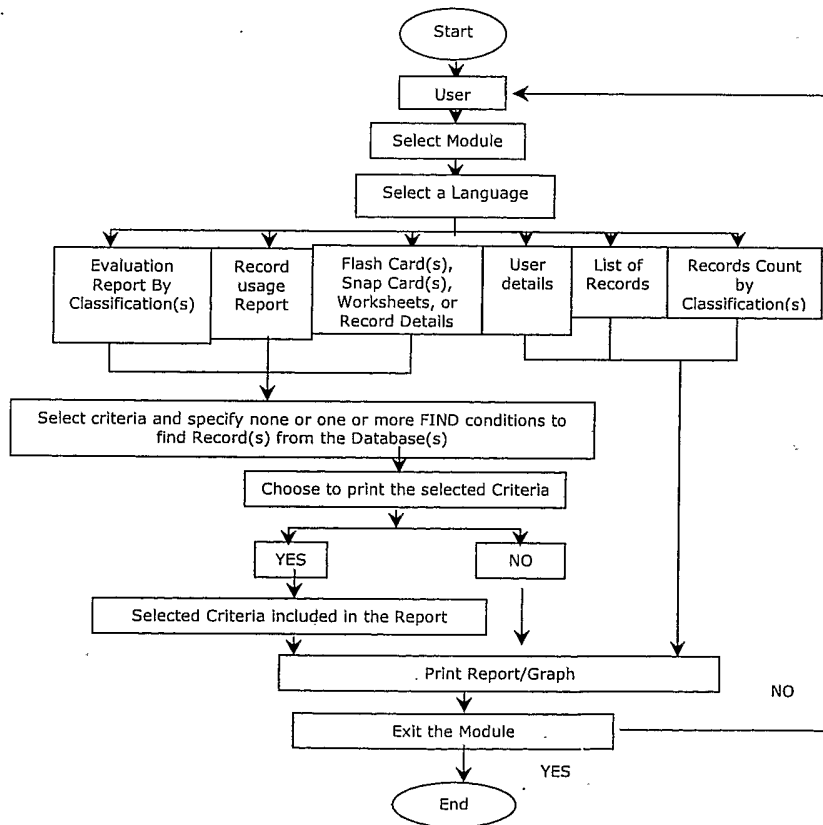 Start
User
Select Module
Select a Language
Evaluation
Report By
Classification(s)
Record
usage
Report
Flash Card(s),
Snap Card(s),
Worksheets, or
Record Details
User
details
List of
Records
Records Count
by
Classification(s)
Select criteria and specify none or one or more FIND conditions to
find Record(s) from the Database(s)
Choose to print the selected Criteria
YES
NO
Selected Criteria included in the Report
Print Report/Graph
NO
Exit the Module
YES
End